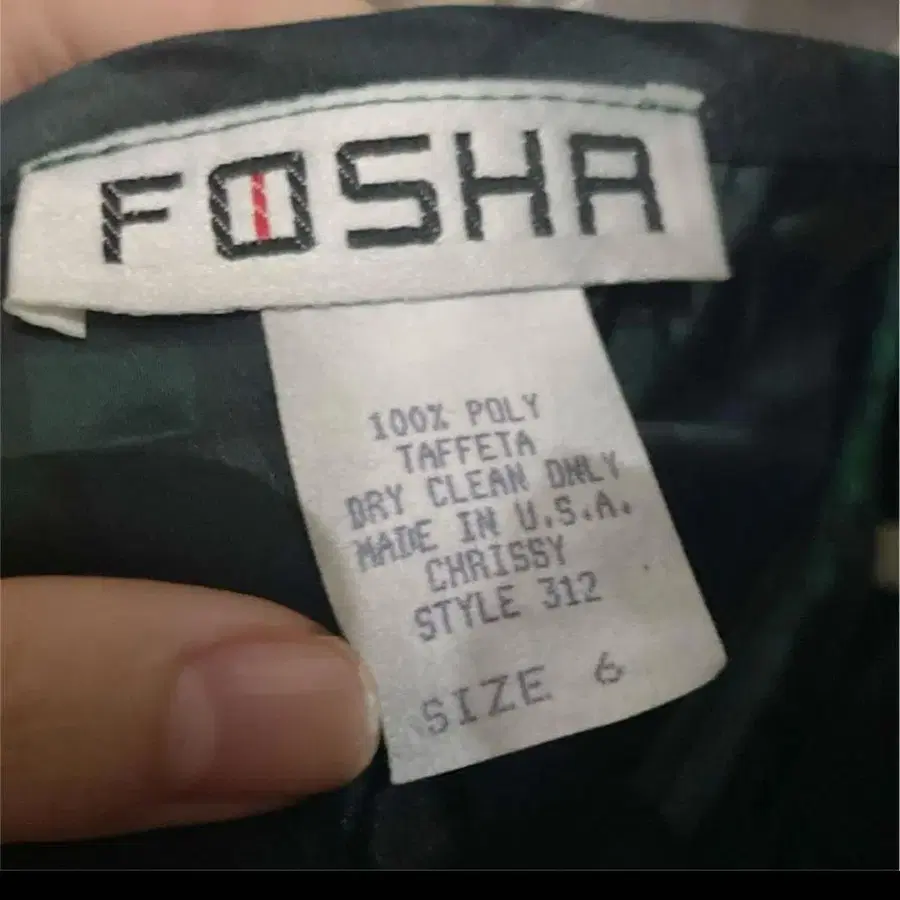 FOSHA
100% POLY
TAFFETA
DRY CLEAN ONLY
MADE IN U.S.A.
CHRISSY
STYLE 312
SIZE 6